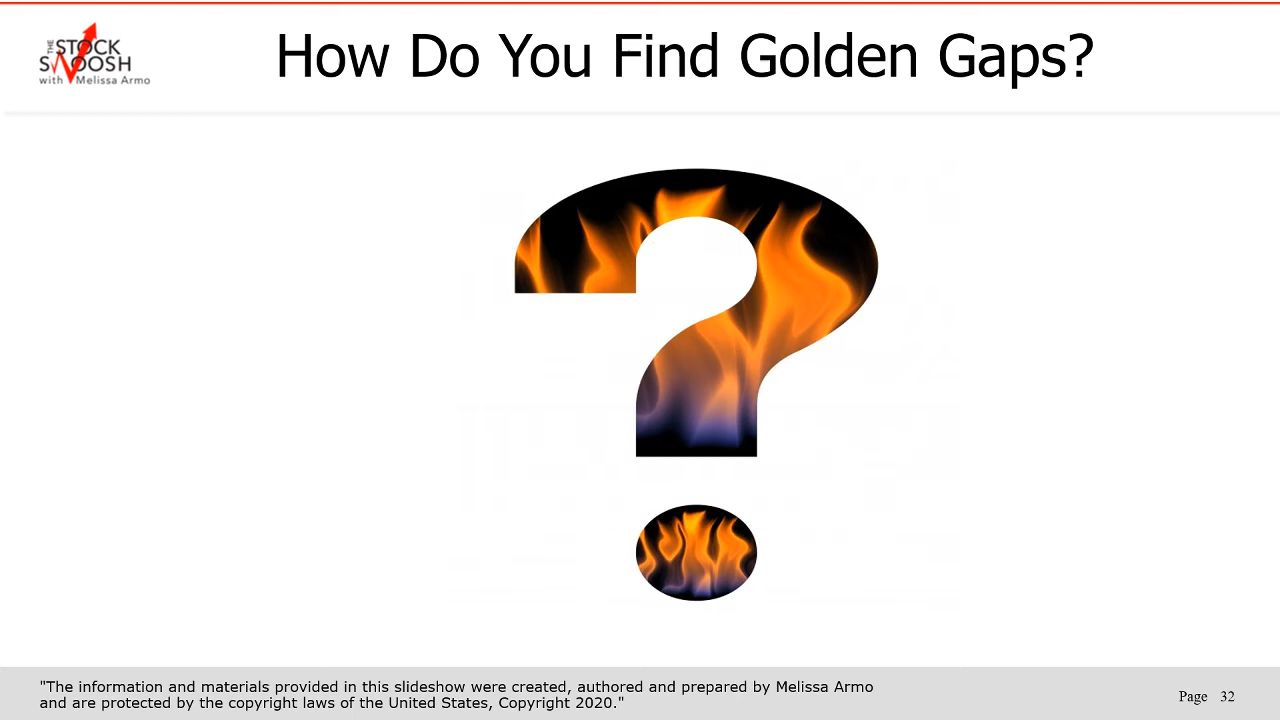 THE
STOCK
SWOOSH
with Melissa Armo
How Do You Find Golden Gaps?
?
"The information and materials provided in this slideshow were created, authored and prepared by Melissa Armo
and are protected by the copyright laws of the United States, Copyright 2020."
Page 32